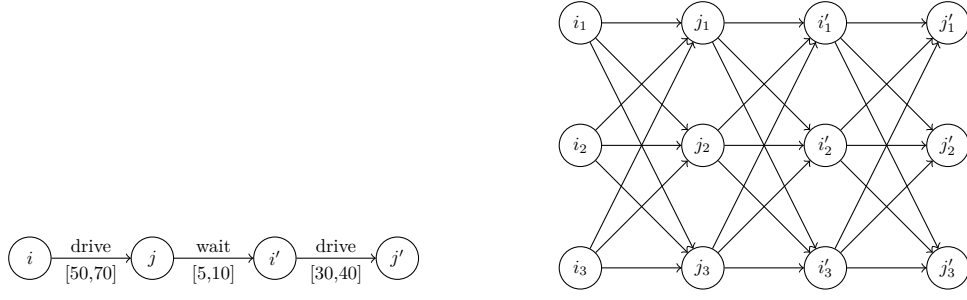 i₁ j₁ i′₁ j′₁
i₂ j₂ i′₂ j′₂
drive wait drive
i j i′ j′
[50,70] [5,10] [30,40]
i₃ j₃ i′₃ j′₃